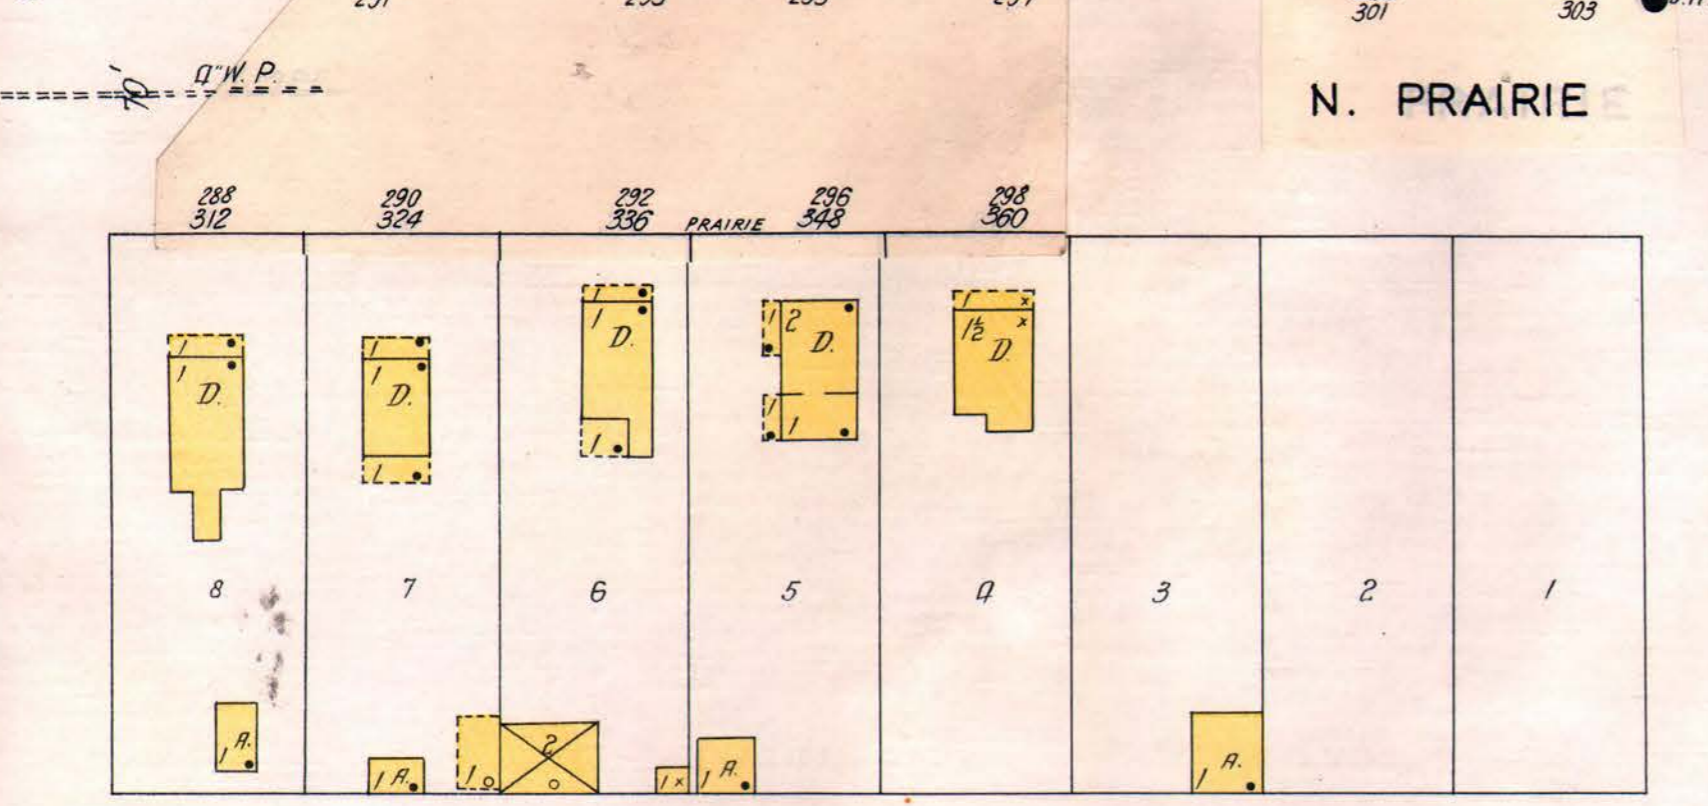 301 303
70' 4" W. P. N. PRAIRIE
288 290 292 296 298
312 324 336 PRAIRIE 348 360
1 1 1 1 2 D. 1 x
1 D. 1 D. 1 D. 1½ x D.
1 1 1 1
8 7 6 5 4 3 2 1
1 A. 1 A. 1 2 1 x 1 A. 1 A.